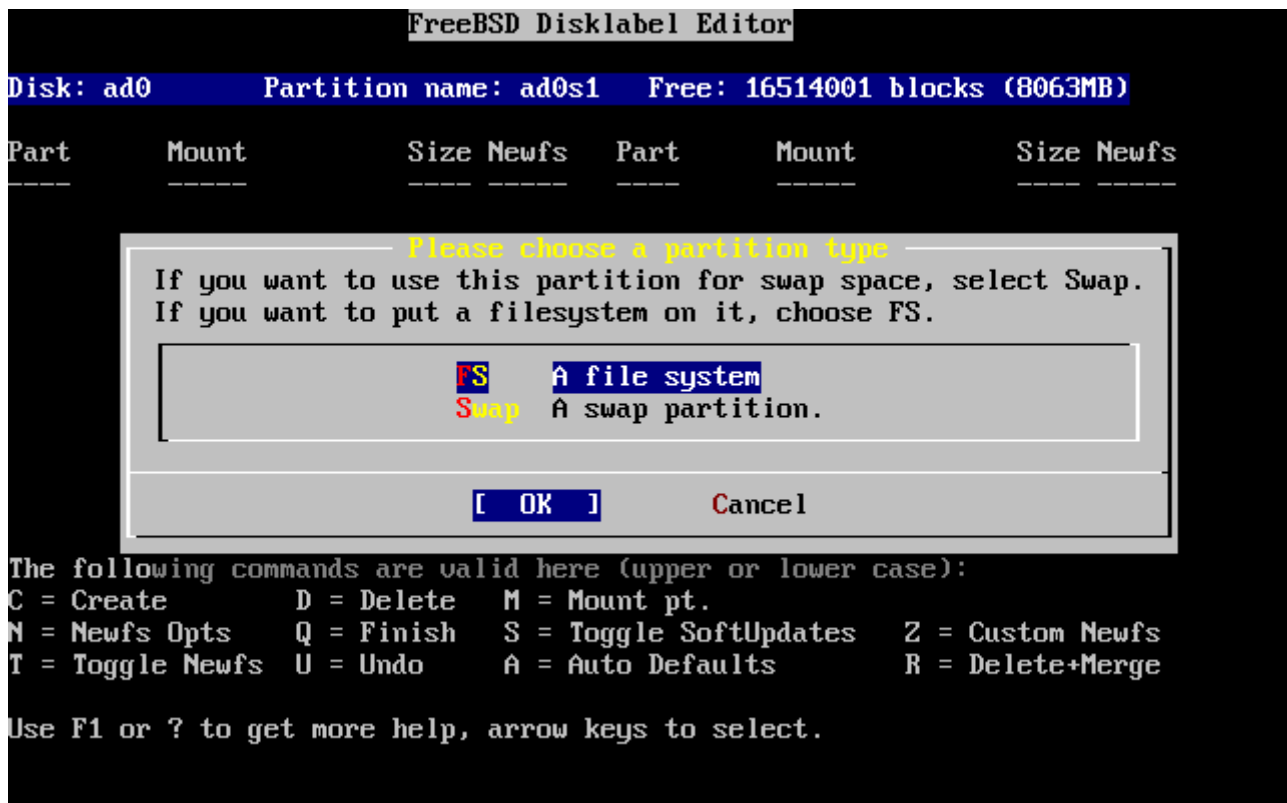 FreeBSD Disklabel Editor
Disk: ad0 Partition name: ad0s1 Free: 16514001 blocks (8063MB)
Part Mount Size Newfs Part Mount Size Newfs
---- ----- ---- ----- ---- ----- ---- -----
Please choose a partition type
If you want to use this partition for swap space, select Swap.
If you want to put a filesystem on it, choose FS.
FS A file system
Swap A swap partition.
[ OK ] Cancel
The following commands are valid here (upper or lower case):
C = Create D = Delete M = Mount pt.
N = Newfs Opts Q = Finish S = Toggle SoftUpdates Z = Custom Newfs
T = Toggle Newfs U = Undo A = Auto Defaults R = Delete+Merge
Use F1 or ? to get more help, arrow keys to select.